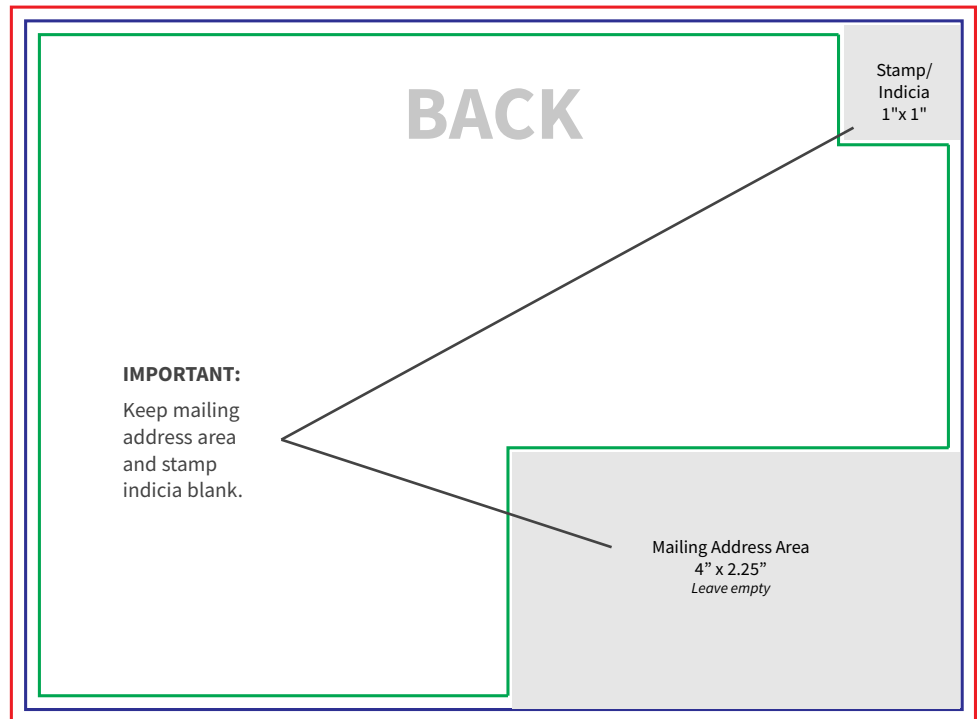 BACK
Stamp/
Indicia
1"x 1"
IMPORTANT:
Keep mailing
address area
and stamp
indicia blank.
Mailing Address Area
4” x 2.25”
Leave empty